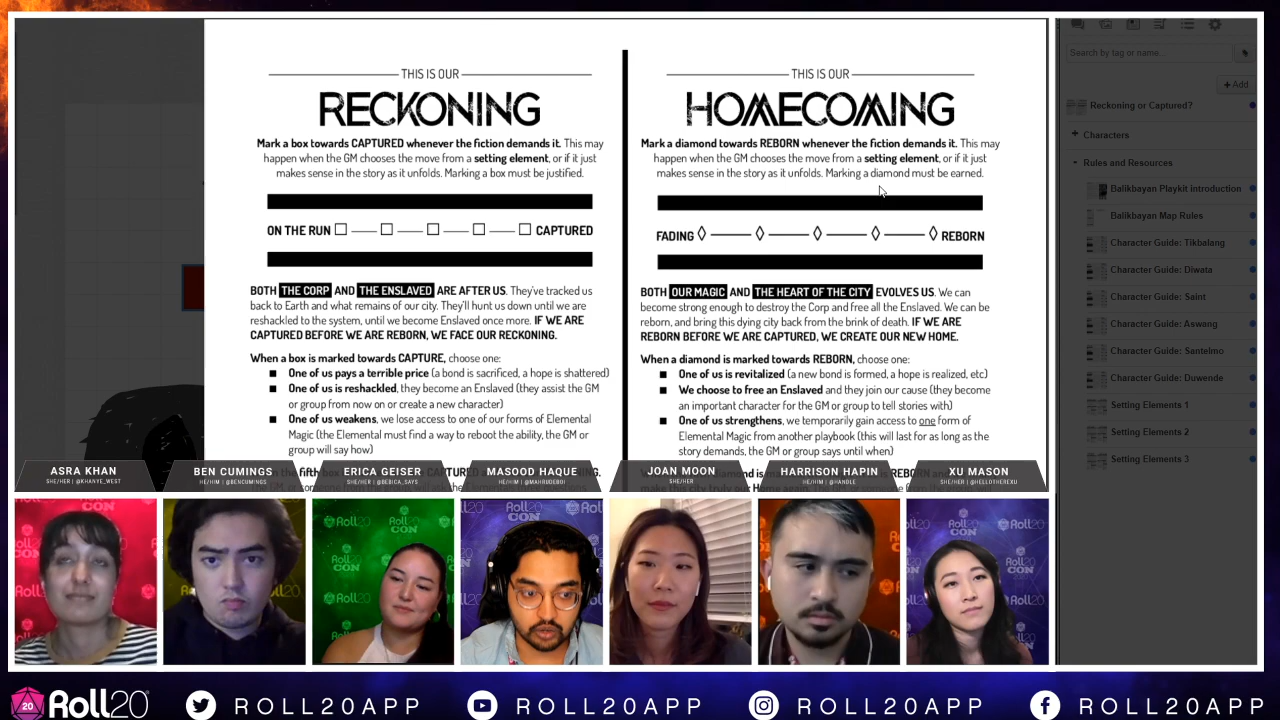 THIS IS OUR
RECKONING
Mark a box towards CAPTURED whenever the fiction demands it. This may
happen when the GM chooses the move from a setting element, or if it just
makes sense in the story as it unfolds. Marking a box must be justified.
ON THE RUN CAPTURED
BOTH THE CORP AND THE ENSLAVED ARE AFTER US. They've tracked us
back to Earth and what remains of our city. They'll hunt us down until we are
reshackled to the system, until we become Enslaved once more. IF WE ARE
CAPTURED BEFORE WE ARE REBORN, WE FACE OUR RECKONING.
When a box is marked towards CAPTURE, choose one:
■ One of us pays a terrible price (a bond is sacrificed, a hope is shattered)
■ One of us is reshackled, they become an Enslaved (they assist the GM
or group from now on or create a new character)
■ One of us weakens, we lose access to one of our forms of Elemental
Magic (the Elemental must find a way to reboot the ability, the GM or
group will say how)
THIS IS OUR
HOMECOMING
Mark a diamond towards REBORN whenever the fiction demands it. This may
happen when the GM chooses the move from a setting element, or if it just
makes sense in the story as it unfolds. Marking a diamond must be earned.
FADING REBORN
BOTH OUR MAGIC AND THE HEART OF THE CITY EVOLVES US. We can
become strong enough to destroy the Corp and free all the Enslaved. We can be
reborn, and bring this dying city back from the brink of death. IF WE ARE
REBORN BEFORE WE ARE CAPTURED, WE CREATE OUR NEW HOME.
When a diamond is marked towards REBORN, choose one:
■ One of us is revitalized (a new bond is formed, a hope is realized, etc)
■ We choose to free an Enslaved and they join our cause (they become
an important character for the GM or group to tell stories with)
■ One of us strengthens, we temporarily gain access to one form of
Elemental Magic from another playbook (this will last for as long as the
story demands, the GM or group says until when)
Search by tag or name...
+ Add
Reckoning or Captured?
+ Characters
Rules and Resources
Balikbayan Playkit introduction
Balikbayan Map Rules
Character Guide: Tikbalang
Character Guide: Diwata
Character Guide: Saint
Character Guide: Aswang
Character Guide: Santelmo
Character Guide: Duwende
Setting Elements 1
Setting Elements 2
Setting Elements 3
ASRA KHAN
SHE/HER | @KHANYE_WEST
BEN CUMINGS
HE/HIM | @BENCUMINGS
ERICA GEISER
SHE/HER | @BEBICA_SAYS
MASOOD HAQUE
HE/HIM | @MAHRUDEBOI
JOAN MOON
SHE/HER
HARRISON HAPIN
HE/HIM | @HANDLE
XU MASON
SHE/HER | @HELLOTHEREXU
20 Roll20 ROLL20APP ROLL20APP ROLL20APP ROLL20APP